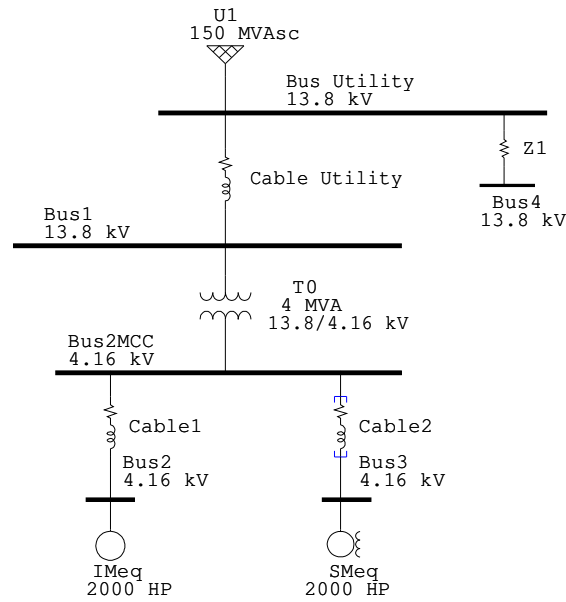 U1
150 MVAsc
Bus Utility
13.8 kV
Z1
Cable Utility
Bus4
13.8 kV
Bus1
13.8 kV
T0
4 MVA
13.8/4.16 kV
Bus2MCC
4.16 kV
Cable1
Cable2
Bus2
4.16 kV
Bus3
4.16 kV
IMeq
2000 HP
SMeq
2000 HP